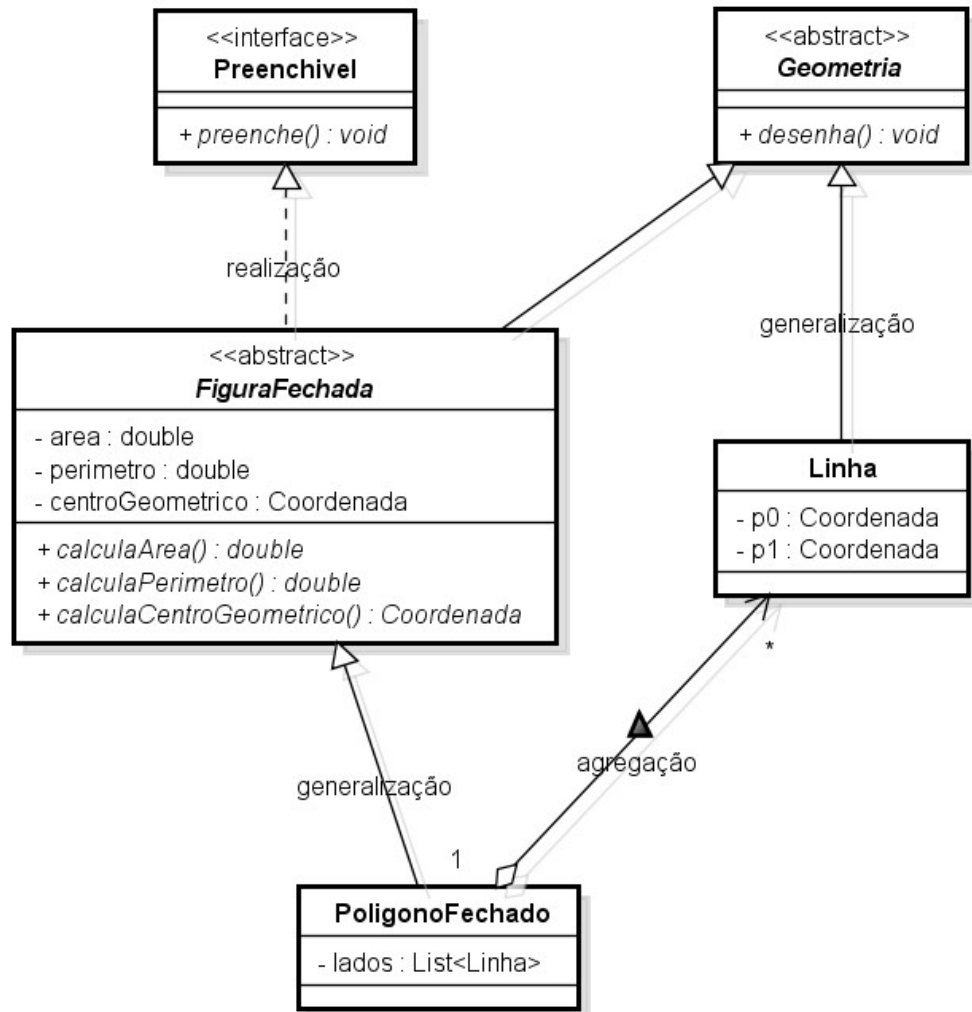 <<interface>>
Preenchivel
+ preenche() : void
<<abstract>>
Geometria
+ desenha() : void
realização
generalização
<<abstract>>
FiguraFechada
- area : double
- perimetro : double
- centroGeometrico : Coordenada
+ calculaArea() : double
+ calculaPerimetro() : double
+ calculaCentroGeometrico() : Coordenada
Linha
- p0 : Coordenada
- p1 : Coordenada
*
agregação
generalização
1
PoligonoFechado
- lados : List<Linha>